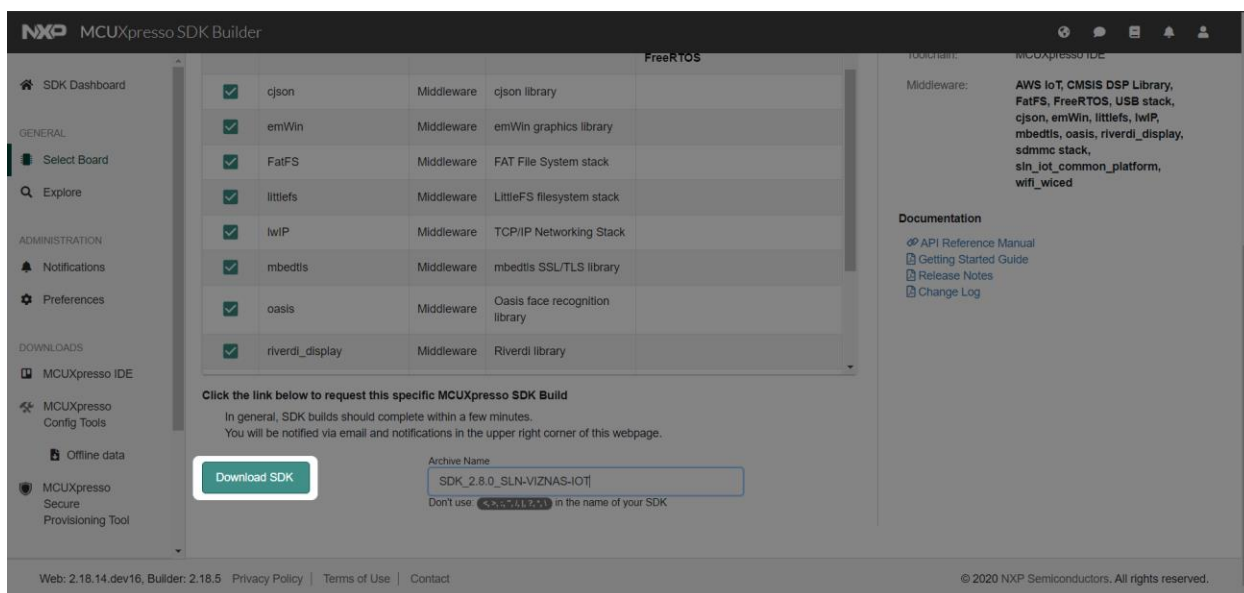 NXP MCUXpresso SDK Builder
SDK Dashboard
GENERAL
Select Board
Explore
ADMINISTRATION
Notifications
Preferences
DOWNLOADS
MCUXpresso IDE
MCUXpresso
Config Tools
Offline data
MCUXpresso
Secure
Provisioning Tool
FreeRTOS
cjson Middleware cjson library
emWin Middleware emWin graphics library
FatFS Middleware FAT File System stack
littlefs Middleware LittleFS filesystem stack
lwIP Middleware TCP/IP Networking Stack
mbedtls Middleware mbedtls SSL/TLS library
oasis Middleware Oasis face recognition
library
riverdi_display Middleware Riverdi library
Click the link below to request this specific MCUXpresso SDK Build
In general, SDK builds should complete within a few minutes.
You will be notified via email and notifications in the upper right corner of this webpage.
Download SDK
Archive Name
SDK_2.8.0_SLN-VIZNAS-IOT
Don't use: in the name of your SDK
Toolchain: MCUXpresso IDE
Middleware: AWS IoT, CMSIS DSP Library,
FatFS, FreeRTOS, USB stack,
cjson, emWin, littlefs, lwIP,
mbedtls, oasis, riverdi_display,
sdmmc stack,
sln_iot_common_platform,
wifi_wiced
Documentation
API Reference Manual
Getting Started Guide
Release Notes
Change Log
Web: 2.18.14.dev16, Builder: 2.18.5 Privacy Policy | Terms of Use | Contact
© 2020 NXP Semiconductors. All rights reserved.